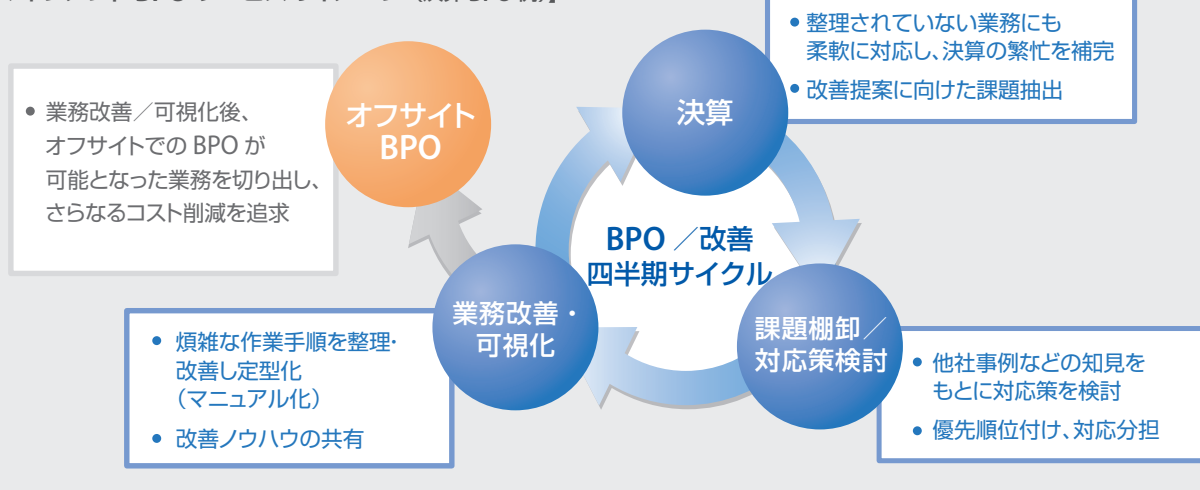 • 整理されていない業務にも
柔軟に対応し、決算の繁忙を補完
• 改善提案に向けた課題抽出
オフサイト
BPO
• 業務改善／可視化後、
オフサイトでの BPO が
可能となった業務を切り出し、
さらなるコスト削減を追求
決算
BPO ／改善
四半期サイクル
業務改善・
可視化
課題棚卸／
対応策検討
• 煩雑な作業手順を整理・
改善し定型化
（マニュアル化）
• 改善ノウハウの共有
• 他社事例などの知見を
もとに対応策を検討
• 優先順位付け、対応分担